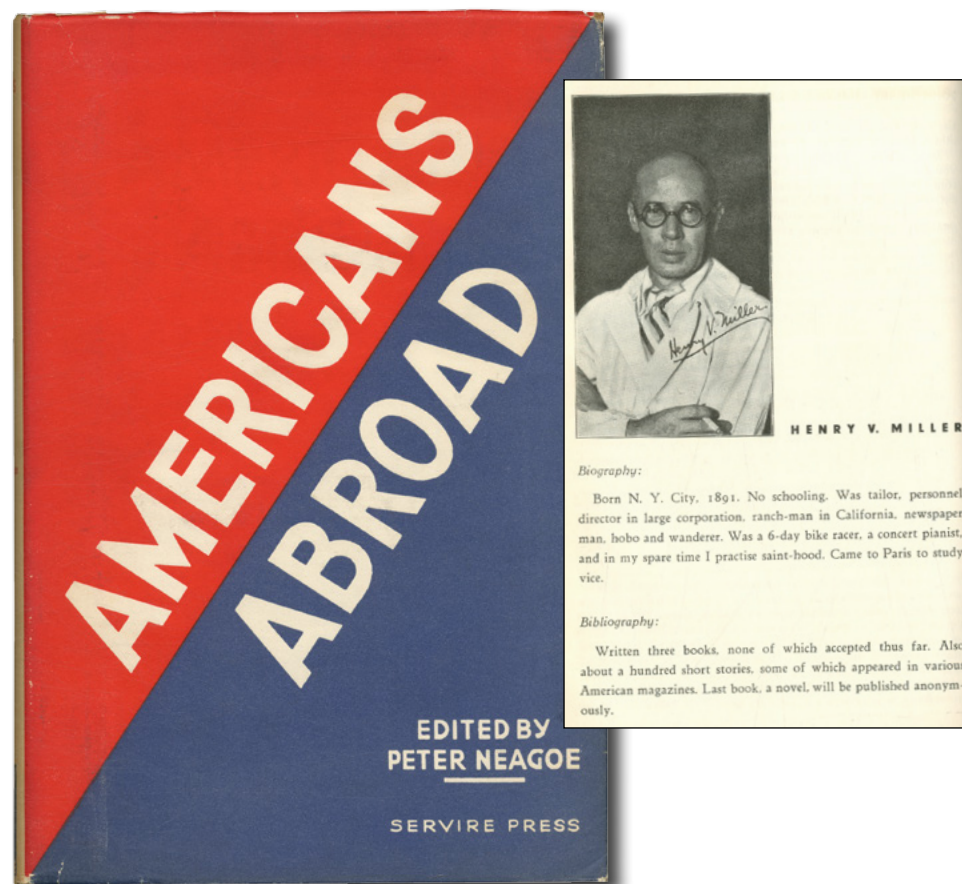 AMERICANS
ABROAD
EDITED BY
PETER NEAGOE
SERVIRE PRESS
Henry V. Miller
HENRY V. MILLER
Biography:
Born N. Y. City, 1891. No schooling. Was tailor, personnel
director in large corporation, ranch-man in California, newspaper
man, hobo and wanderer. Was a 6-day bike racer, a concert pianist,
and in my spare time I practise saint-hood. Came to Paris to study
vice.
Bibliography:
Written three books, none of which accepted thus far. Also
about a hundred short stories, some of which appeared in various
American magazines. Last book, a novel, will be published anonym-
ously.